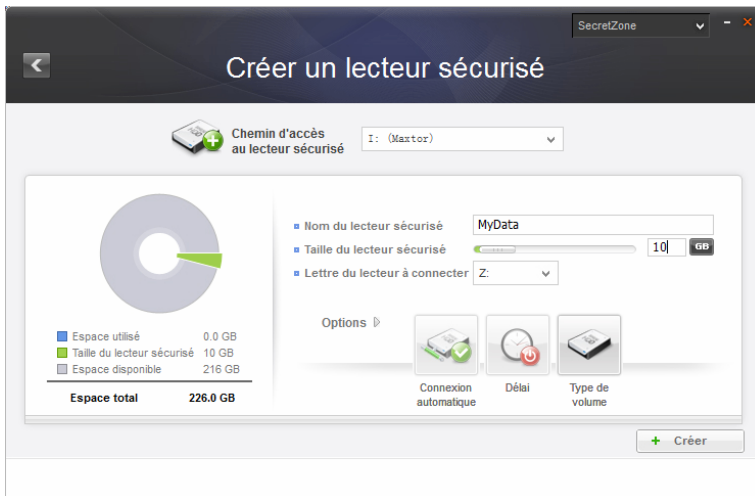 SecretZone
Créer un lecteur sécurisé
Chemin d'accès
au lecteur sécurisé
I: (Maxtor)
Nom du lecteur sécurisé
MyData
Taille du lecteur sécurisé
10
GB
Lettre du lecteur à connecter
Z:
Espace utilisé 0.0 GB
Taille du lecteur sécurisé 10 GB
Espace disponible 216 GB
Espace total 226.0 GB
Options
Connexion
automatique
Délai
Type de
volume
+ Créer